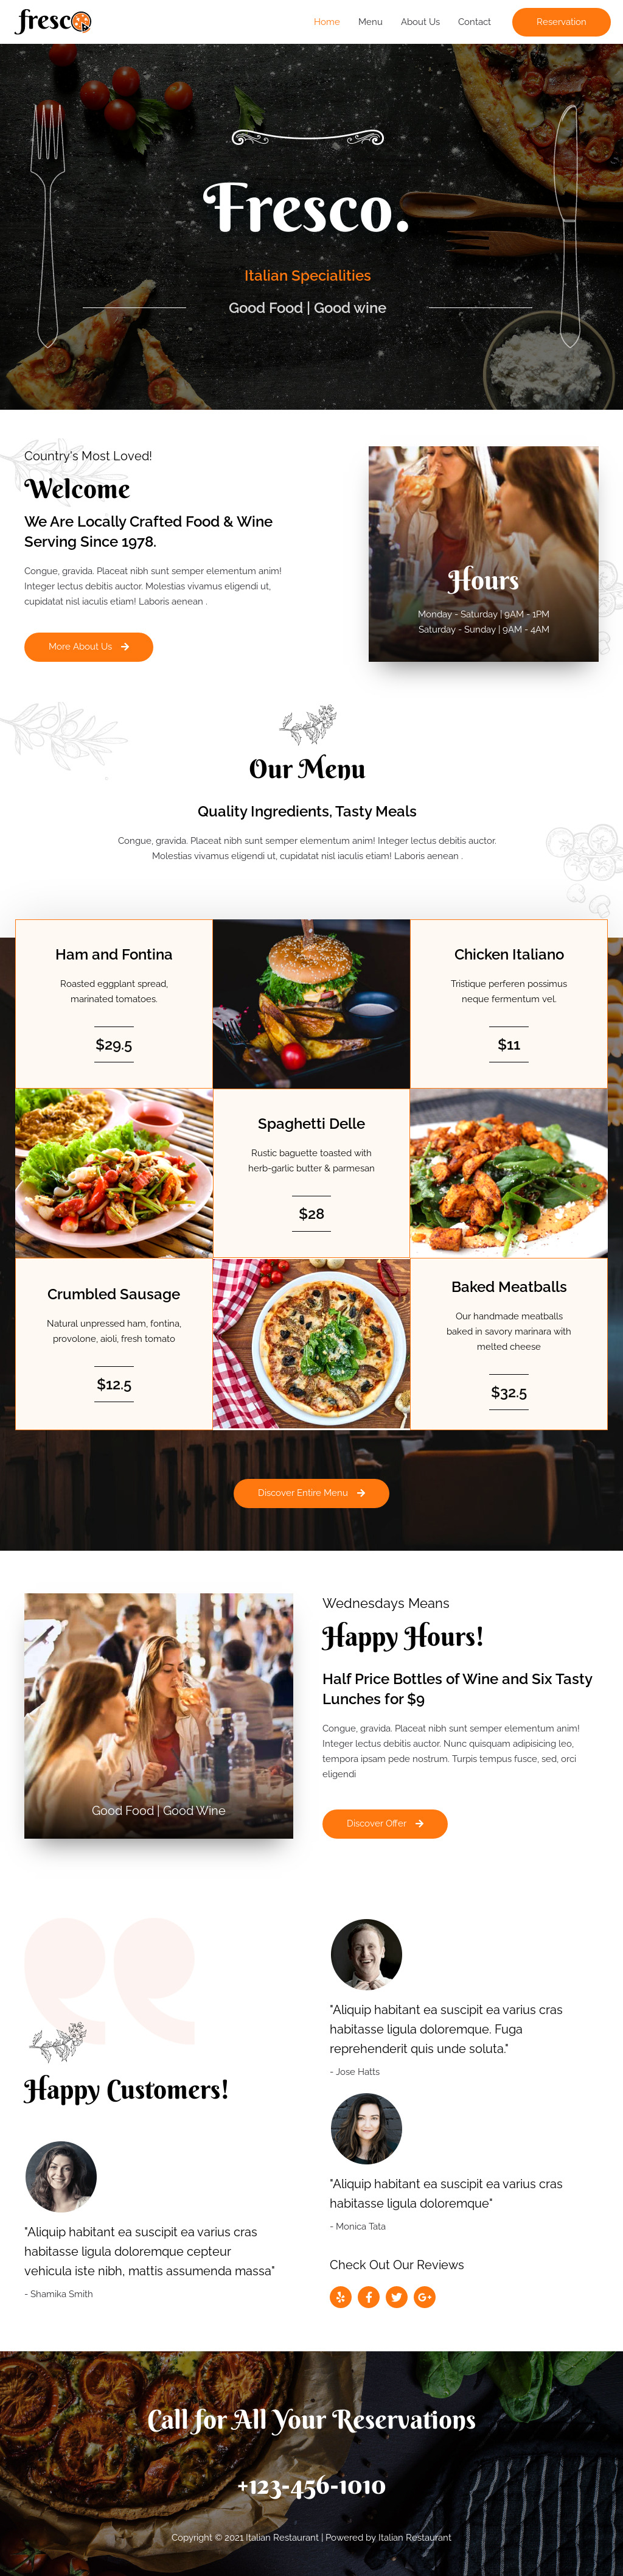 fresco
Home Menu About Us Contact Reservation
Fresco.
Italian Specialities
Good Food | Good wine
Country's Most Loved!
Welcome
We Are Locally Crafted Food & Wine
Serving Since 1978.
Congue, gravida. Placeat nibh sunt semper elementum anim!
Integer lectus debitis auctor. Molestias vivamus eligendi ut,
cupidatat nisl iaculis etiam! Laboris aenean .
More About Us
Hours
Monday - Saturday | 9AM - 1PM
Saturday - Sunday | 9AM - 4AM
Our Menu
Quality Ingredients, Tasty Meals
Congue, gravida. Placeat nibh sunt semper elementum anim! Integer lectus debitis auctor.
Molestias vivamus eligendi ut, cupidatat nisl iaculis etiam! Laboris aenean .
Ham and Fontina
Roasted eggplant spread,
marinated tomatoes.
$29.5
Chicken Italiano
Tristique perferen possimus
neque fermentum vel.
$11
Spaghetti Delle
Rustic baguette toasted with
herb-garlic butter & parmesan
$28
Crumbled Sausage
Natural unpressed ham, fontina,
provolone, aioli, fresh tomato
$12.5
Baked Meatballs
Our handmade meatballs
baked in savory marinara with
melted cheese
$32.5
Discover Entire Menu
Good Food | Good Wine
Wednesdays Means
Happy Hours!
Half Price Bottles of Wine and Six Tasty
Lunches for $9
Congue, gravida. Placeat nibh sunt semper elementum anim!
Integer lectus debitis auctor. Nunc quisquam adipisicing leo,
tempora ipsam pede nostrum. Turpis tempus fusce, sed, orci
eligendi
Discover Offer
Happy Customers!
"Aliquip habitant ea suscipit ea varius cras
habitasse ligula doloremque cepteur
vehicula iste nibh, mattis assumenda massa"
- Shamika Smith
"Aliquip habitant ea suscipit ea varius cras
habitasse ligula doloremque. Fuga
reprehenderit quis unde soluta."
- Jose Hatts
"Aliquip habitant ea suscipit ea varius cras
habitasse ligula doloremque"
- Monica Tata
Check Out Our Reviews
Call for All Your Reservations
+123-456-1010
Copyright © 2021 Italian Restaurant | Powered by Italian Restaurant